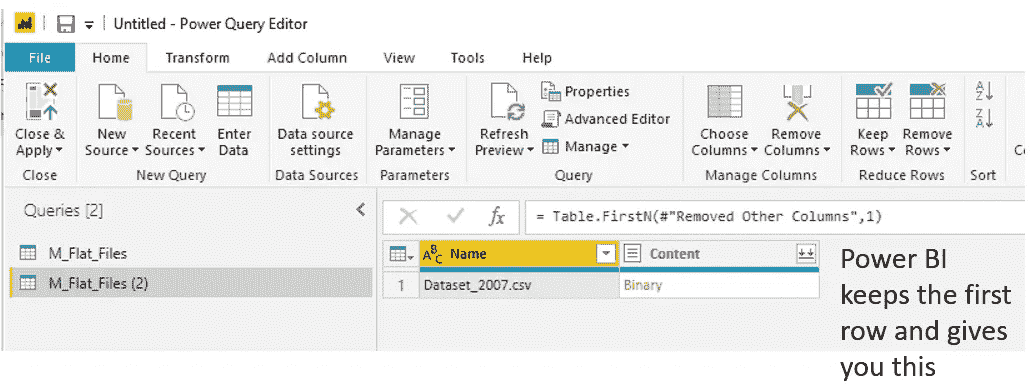 Untitled - Power Query Editor
File Home Transform Add Column View Tools Help
Close & Apply
New Source
Recent Sources
Enter Data
Data source settings
Manage Parameters
Refresh Preview
Properties
Advanced Editor
Manage
Choose Columns
Remove Columns
Keep Rows
Remove Rows
Close
New Query
Data Sources
Parameters
Query
Manage Columns
Reduce Rows
Sort
Queries [2]
M_Flat_Files
M_Flat_Files (2)
fx
= Table.FirstN(#"Removed Other Columns",1)
ABC Name
Content
1 Dataset_2007.csv Binary
Power BI
keeps the first
row and gives
you this